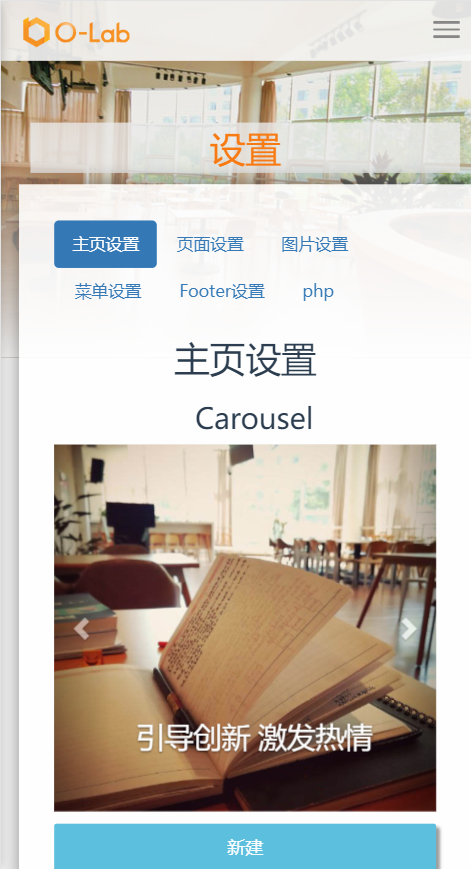 O-Lab
设置
主页设置 页面设置 图片设置
菜单设置 Footer设置 php
主页设置
Carousel
引导创新 激发热情
新建